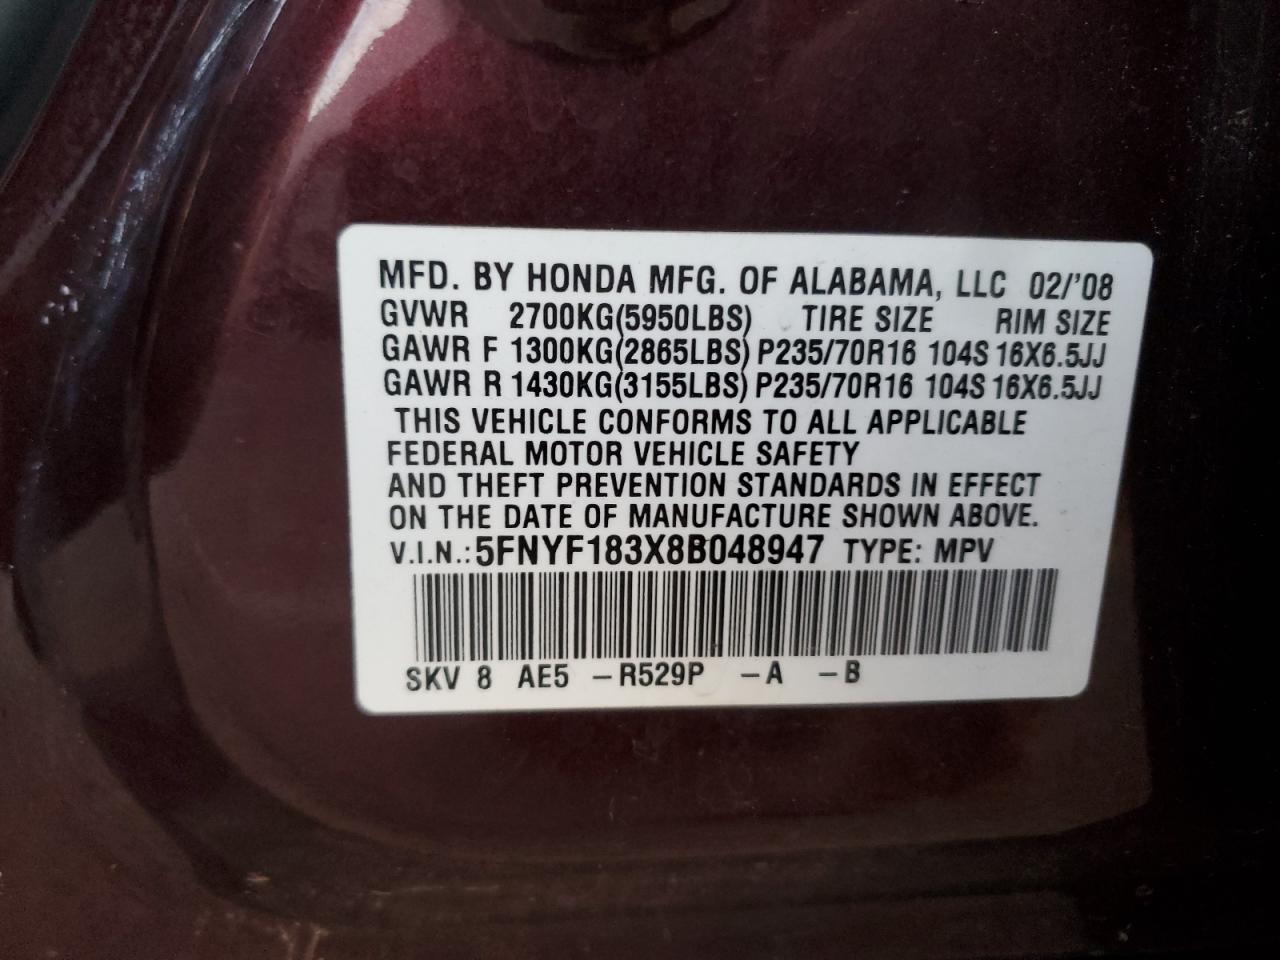 MFD. BY HONDA MFG. OF ALABAMA, LLC 02/'08
GVWR 2700KG(5950LBS) TIRE SIZE RIM SIZE
GAWR F 1300KG(2865LBS) P235/70R16 104S 16X6.5JJ
GAWR R 1430KG(3155LBS) P235/70R16 104S 16X6.5JJ
THIS VEHICLE CONFORMS TO ALL APPLICABLE
FEDERAL MOTOR VEHICLE SAFETY
AND THEFT PREVENTION STANDARDS IN EFFECT
ON THE DATE OF MANUFACTURE SHOWN ABOVE.
V.I.N.: 5FNYF183X8B048947 TYPE: MPV
SKV 8 AE5 –R529P –A –B